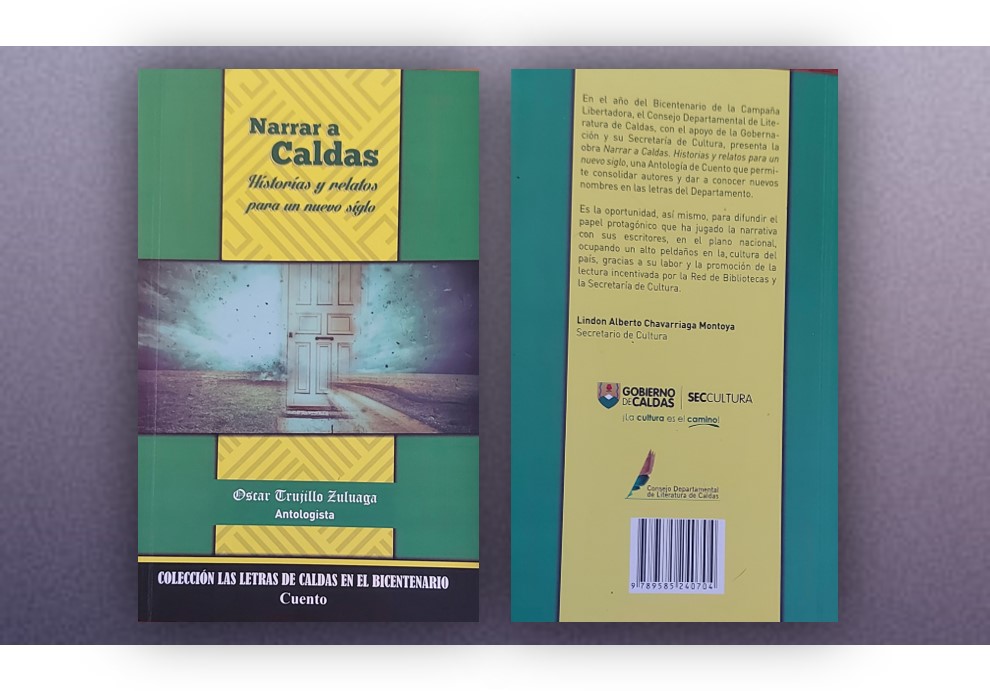 Narrar a
Caldas
Historias y relatos
para un nuevo siglo
Oscar Trujillo Zuluaga
Antologista
COLECCIÓN LAS LETRAS DE CALDAS EN EL BICENTENARIO
Cuento
En el año del Bicentenario de la Campaña
Libertadora, el Consejo Departamental de Lite-
ratura de Caldas, con el apoyo de la Goberna-
ción y su Secretaría de Cultura, presenta la
obra Narrar a Caldas. Historias y relatos para un
nuevo siglo, una Antología de Cuento que permi-
te consolidar autores y dar a conocer nuevos
nombres en las letras del Departamento.
Es la oportunidad, así mismo, para difundir el
papel protagónico que ha jugado la narrativa
con sus escritores, en el plano nacional,
ocupando un alto peldaños en la cultura del
país, gracias a su labor y la promoción de la
lectura incentivada por la Red de Bibliotecas y
la Secretaría de Cultura.
Lindon Alberto Chavarriaga Montoya
Secretario de Cultura
GOBIERNO
DE CALDAS
SECCULTURA
¡La cultura es el camino!
Consejo Departamental
de Literatura de Caldas
9 789585 240704